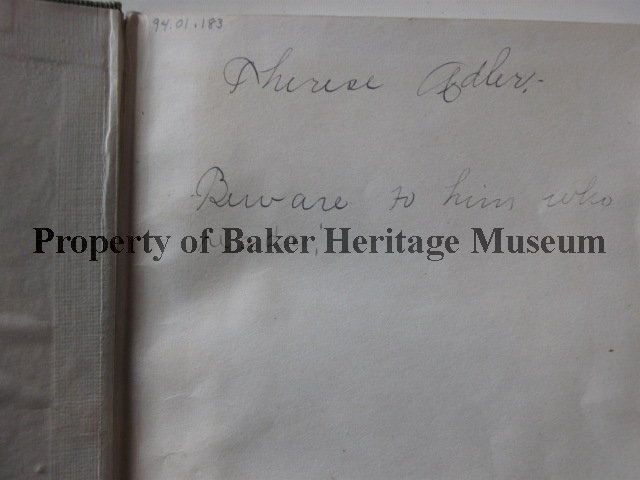 94.01.183
Therese Adler.-
Beware to him who
Property of Baker Heritage Museum